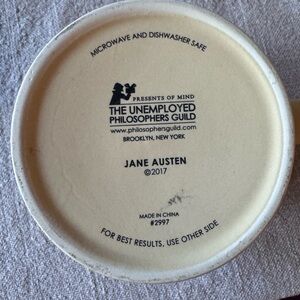 MICROWAVE AND DISHWASHER SAFE
PRESENTS OF MIND
THE UNEMPLOYED
PHILOSOPHERS GUILD
www.philosophersguild.com
BROOKLYN, NEW YORK
JANE AUSTEN
©2017
MADE IN CHINA
#2997
FOR BEST RESULTS, USE OTHER SIDE